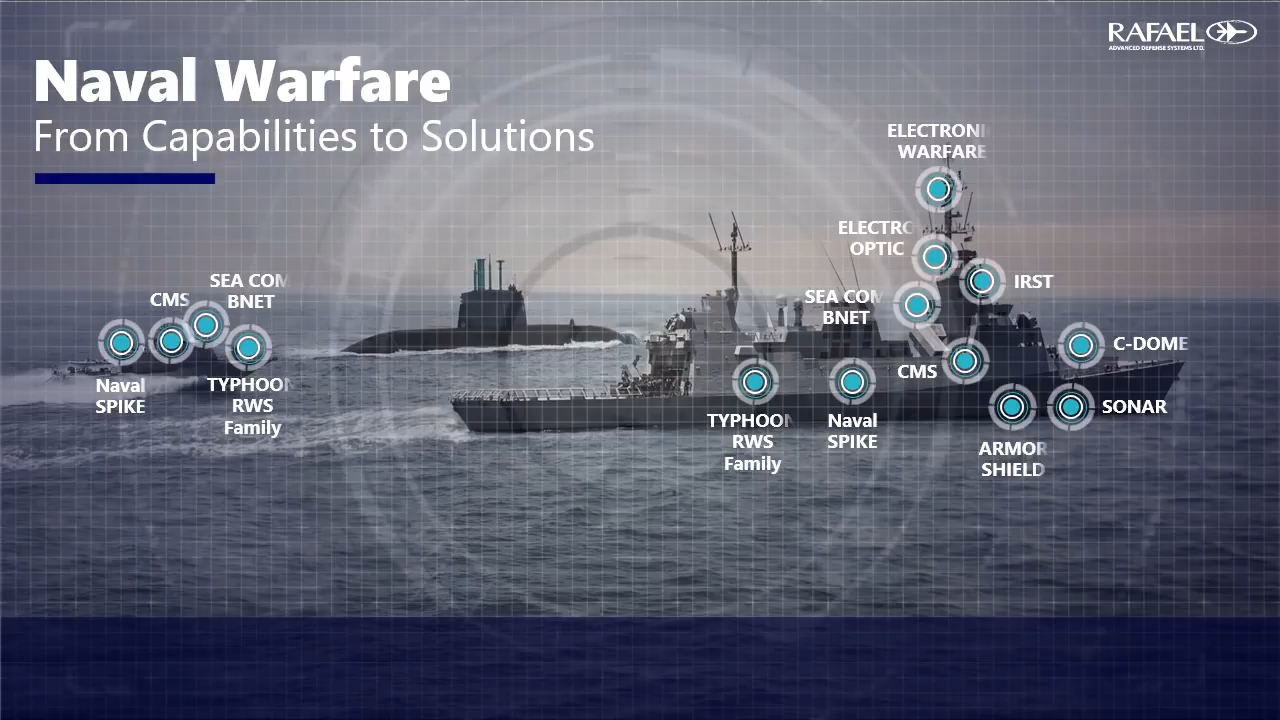 RAFAEL
ADVANCED DEFENSE SYSTEMS LTD.
Naval Warfare
From Capabilities to Solutions
ELECTRONI
WARFARE
ELECTRO
OPTIC
IRST
SEA COM
BNET
CMS
C-DOME
SONAR
ARMOR
SHIELD
Naval
SPIKE
TYPHOON
RWS
Family
SEA COM
BNET
CMS
Naval
SPIKE
TYPHOON
RWS
Family